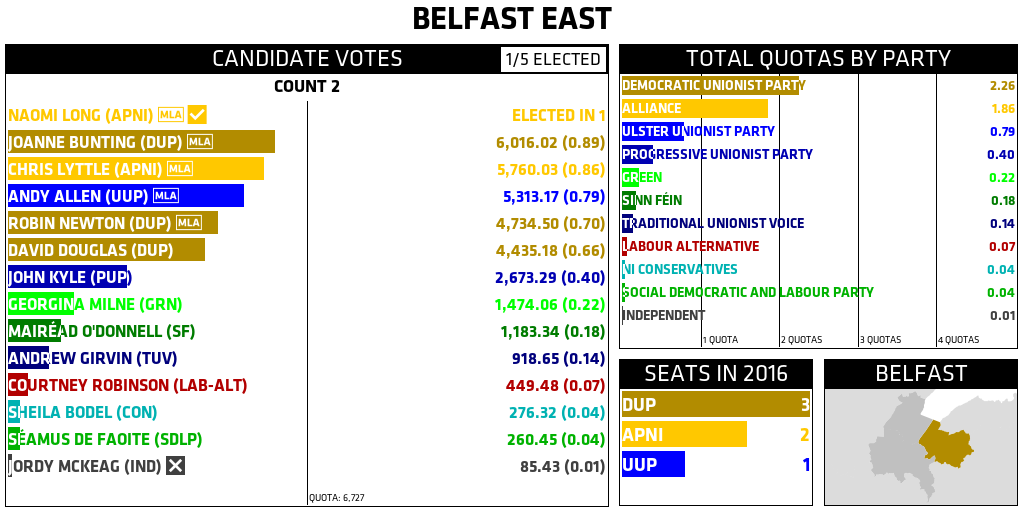 BELFAST EAST
CANDIDATE VOTES
1/5 ELECTED
COUNT 2
NAOMI LONG (APNI) MLA ELECTED IN 1
JOANNE BUNTING (DUP) MLA 6,016.02 (0.89)
CHRIS LYTTLE (APNI) MLA 5,760.03 (0.86)
ANDY ALLEN (UUP) MLA 5,313.17 (0.79)
ROBIN NEWTON (DUP) MLA 4,734.50 (0.70)
DAVID DOUGLAS (DUP) 4,435.18 (0.66)
JOHN KYLE (PUP) 2,673.29 (0.40)
GEORGINA MILNE (GRN) 1,474.06 (0.22)
MAIRÉAD O'DONNELL (SF) 1,183.34 (0.18)
ANDREW GIRVIN (TUV) 918.65 (0.14)
COURTNEY ROBINSON (LAB-ALT) 449.48 (0.07)
SHEILA BODEL (CON) 276.32 (0.04)
SÉAMUS DE FAOITE (SDLP) 260.45 (0.04)
JORDY MCKEAG (IND) 85.43 (0.01)
QUOTA: 6,727
TOTAL QUOTAS BY PARTY
DEMOCRATIC UNIONIST PARTY 2.26
ALLIANCE 1.86
ULSTER UNIONIST PARTY 0.79
PROGRESSIVE UNIONIST PARTY 0.40
GREEN 0.22
SINN FÉIN 0.18
TRADITIONAL UNIONIST VOICE 0.14
LABOUR ALTERNATIVE 0.07
NI CONSERVATIVES 0.04
SOCIAL DEMOCRATIC AND LABOUR PARTY 0.04
INDEPENDENT 0.01
1 QUOTA 2 QUOTAS 3 QUOTAS 4 QUOTAS
SEATS IN 2016
DUP 3
APNI 2
UUP 1
BELFAST